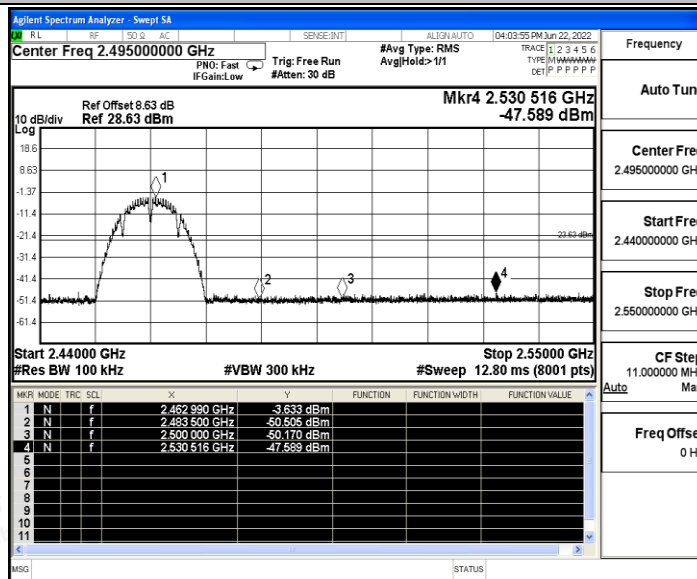 Agilent Spectrum Analyzer - Swept SA
RL RF 50 Ω AC SENSE:INT ALIGN AUTO 04:03:55 PM Jun 22, 2022
Center Freq 2.495000000 GHz #Avg Type: RMS TRACE 1 2 3 4 5 6
PNO: Fast Trig: Free Run Avg|Hold:>1/1 TYPE MWWWWW
IFGain:Low #Atten: 30 dB DET P P P P P P
Mkr4 2.530 516 GHz
Ref Offset 8.63 dB
10 dB/div Ref 28.63 dBm -47.589 dBm
Log
18.6
8.63
-1.37
-11.4
-21.4
-31.4
-41.4
-51.4
-61.4
1
2
3
4
23.63 dBm
Start 2.44000 GHz Stop 2.55000 GHz
#Res BW 100 kHz #VBW 300 kHz #Sweep 12.80 ms (8001 pts)
MKR MODE TRC SCL X Y FUNCTION FUNCTION WIDTH FUNCTION VALUE
1 N f 2.462 990 GHz -3.633 dBm
2 N f 2.483 500 GHz -50.505 dBm
3 N f 2.500 000 GHz -50.170 dBm
4 N f 2.530 516 GHz -47.589 dBm
5
6
7
8
9
10
11
MSG STATUS
Frequency
Auto Tun
Center Fre
2.495000000 GH
Start Fre
2.440000000 GH
Stop Fre
2.550000000 GH
CF Step
11.000000 MH
Auto Ma
Freq Offse
0 H